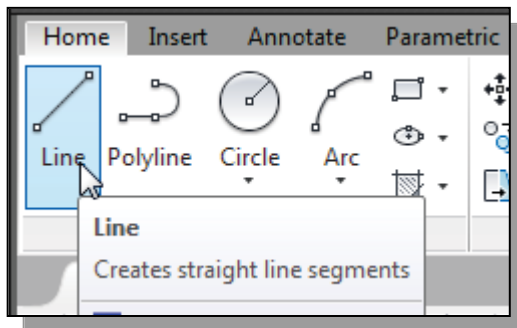 Home Insert Annotate Parametric
Line Polyline Circle Arc
Line
Creates straight line segments